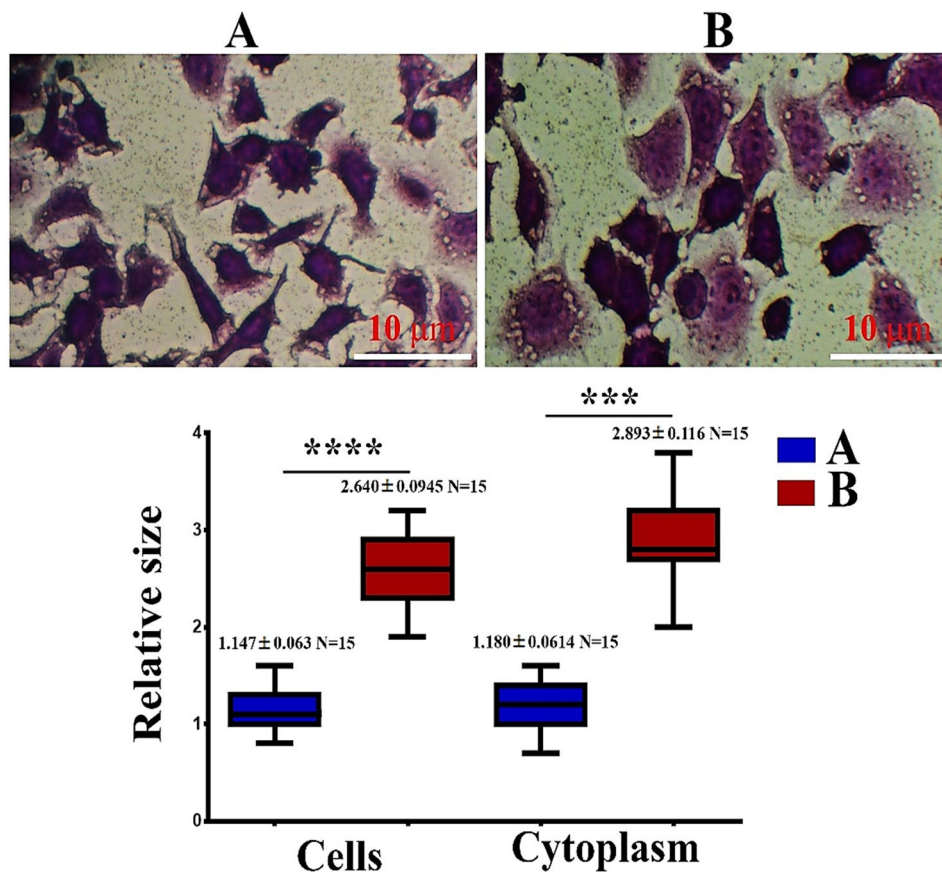 A
B
10 μm
10 μm
****
***
2.640±0.0945 N=15
2.893±0.116 N=15
1.147±0.063 N=15
1.180±0.0614 N=15
A
B
Relative size
4
3
2
1
0
Cells
Cytoplasm